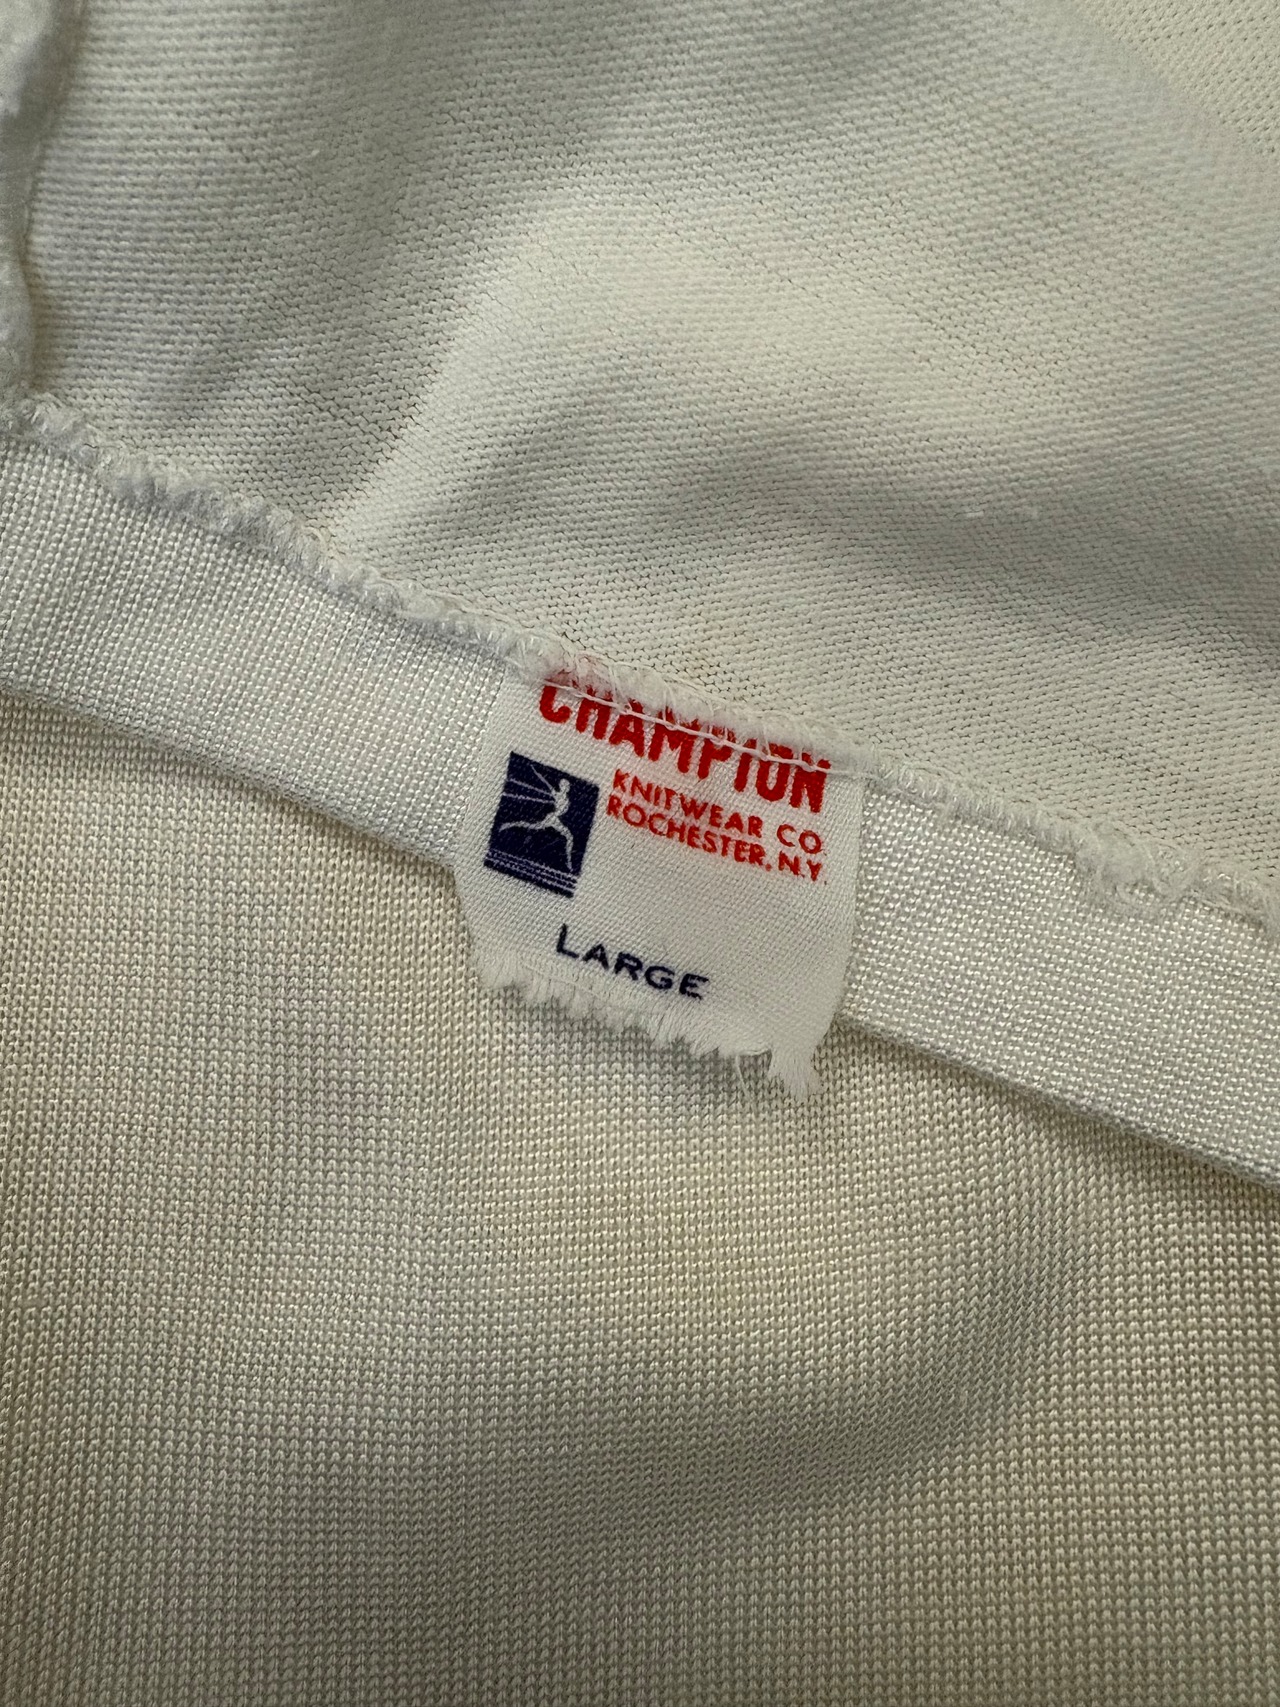 CHAMPION
KNITWEAR CO.
ROCHESTER, N.Y.
LARGE